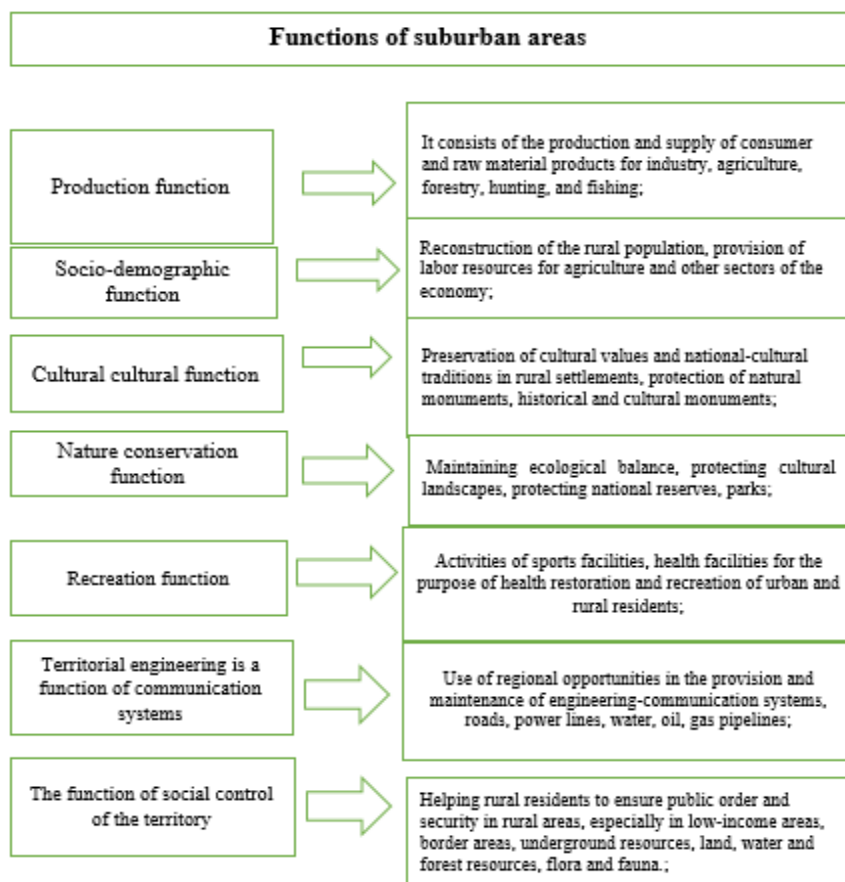 Functions of suburban areas
Production function
It consists of the production and supply of consumer
and raw material products for industry, agriculture,
forestry, hunting, and fishing;
Socio-demographic
function
Reconstruction of the rural population, provision of
labor resources for agriculture and other sectors of the
economy;
Cultural cultural function
Preservation of cultural values and national-cultural
traditions in rural settlements, protection of natural
monuments, historical and cultural monuments;
Nature conservation
function
Maintaining ecological balance, protecting cultural
landscapes, protecting national reserves, parks;
Recreation function
Activities of sports facilities, health facilities for the
purpose of health restoration and recreation of urban and
rural residents;
Territorial engineering is a
function of communication
systems
Use of regional opportunities in the provision and
maintenance of engineering-communication systems,
roads, power lines, water, oil, gas pipelines;
The function of social control
of the territory
Helping rural residents to ensure public order and
security in rural areas, especially in low-income areas,
border areas, underground resources, land, water and
forest resources, flora and fauna.;